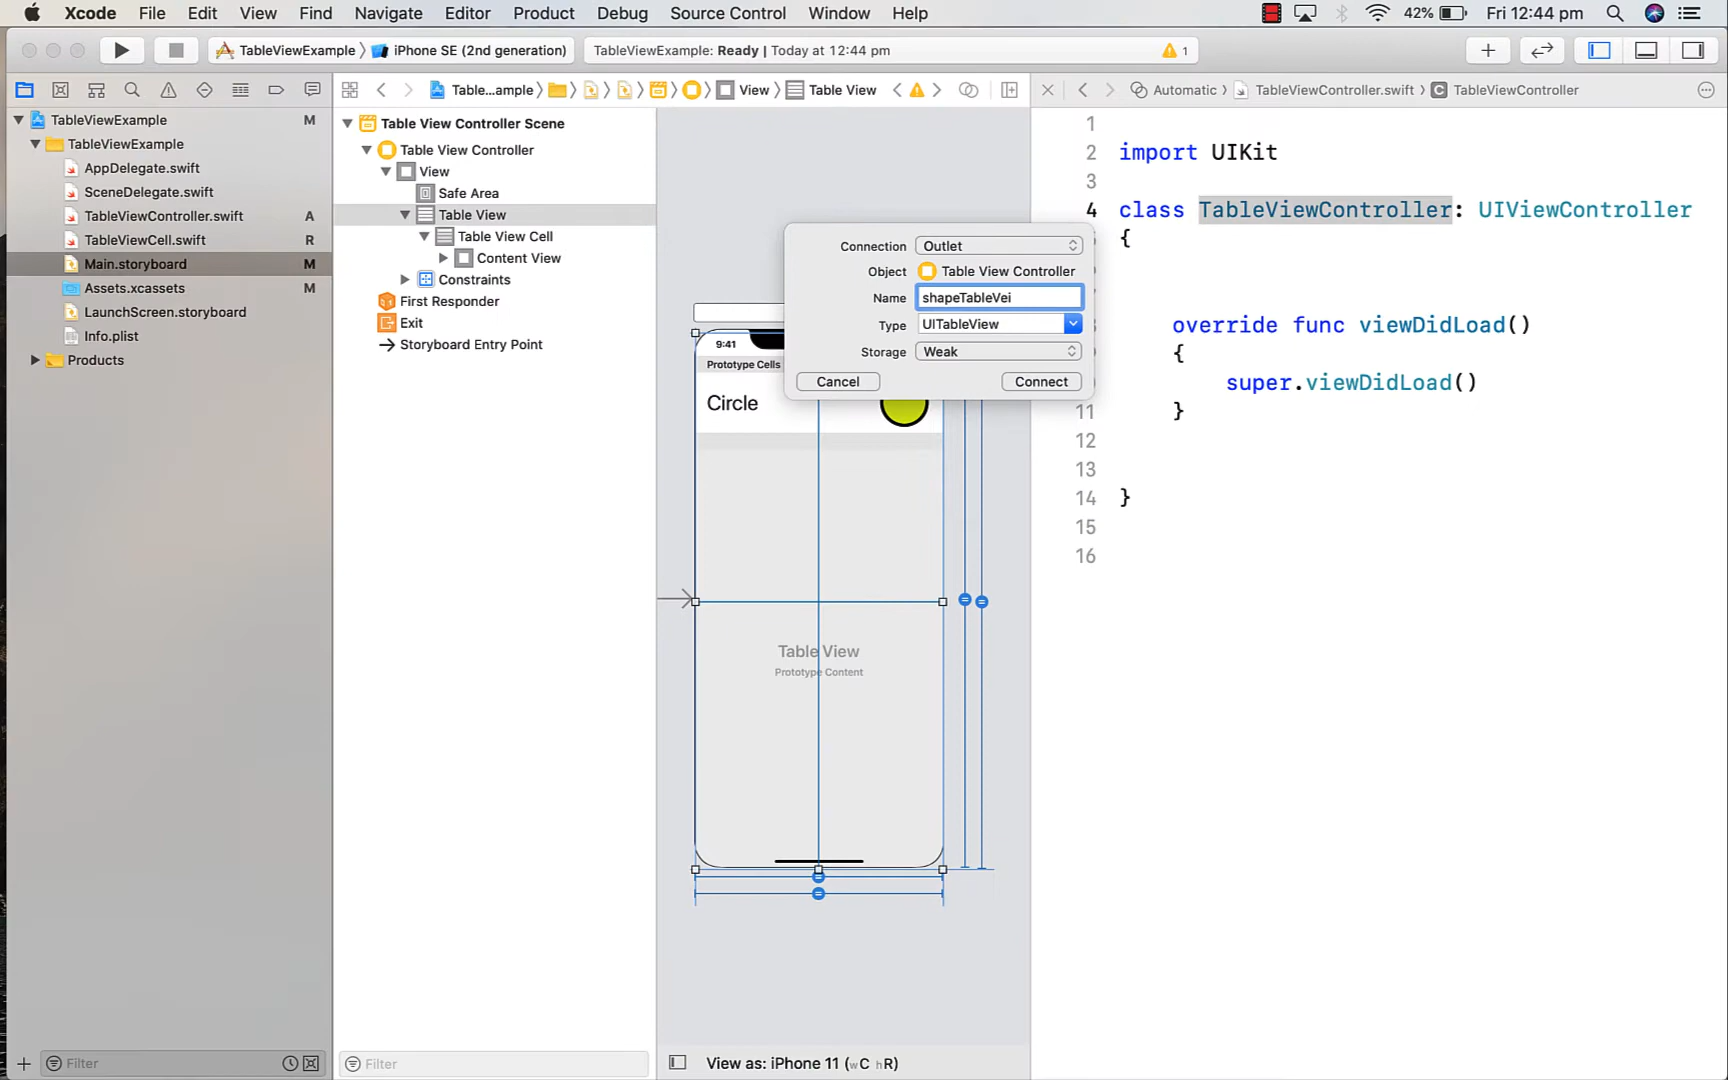 Xcode File Edit View Find Navigate Editor Product Debug Source Control Window Help 42% Fri 12:44 pm
TableViewExample iPhone SE (2nd generation) TableViewExample: Ready | Today at 12:44 pm 1
Table...ample View Table View Automatic TableViewController.swift C TableViewController
TableViewExample M
TableViewExample
AppDelegate.swift
SceneDelegate.swift
TableViewController.swift A
TableViewCell.swift R
Main.storyboard M
Assets.xcassets M
LaunchScreen.storyboard
Info.plist
Products
Filter
Table View Controller Scene
Table View Controller
View
Safe Area
Table View
Table View Cell
Content View
Constraints
First Responder
Exit
Storyboard Entry Point
Filter
Connection Outlet
Object Table View Controller
Name shapeTableVei
Type UITableView
Storage Weak
Cancel Connect
9:41
Prototype Cells
Circle
Table View
Prototype Content
View as: iPhone 11 (wC hR)
1
2 import UIKit
3
4 class TableViewController: UIViewController
{
override func viewDidLoad()
{
super.viewDidLoad()
11 }
12
13
14 }
15
16